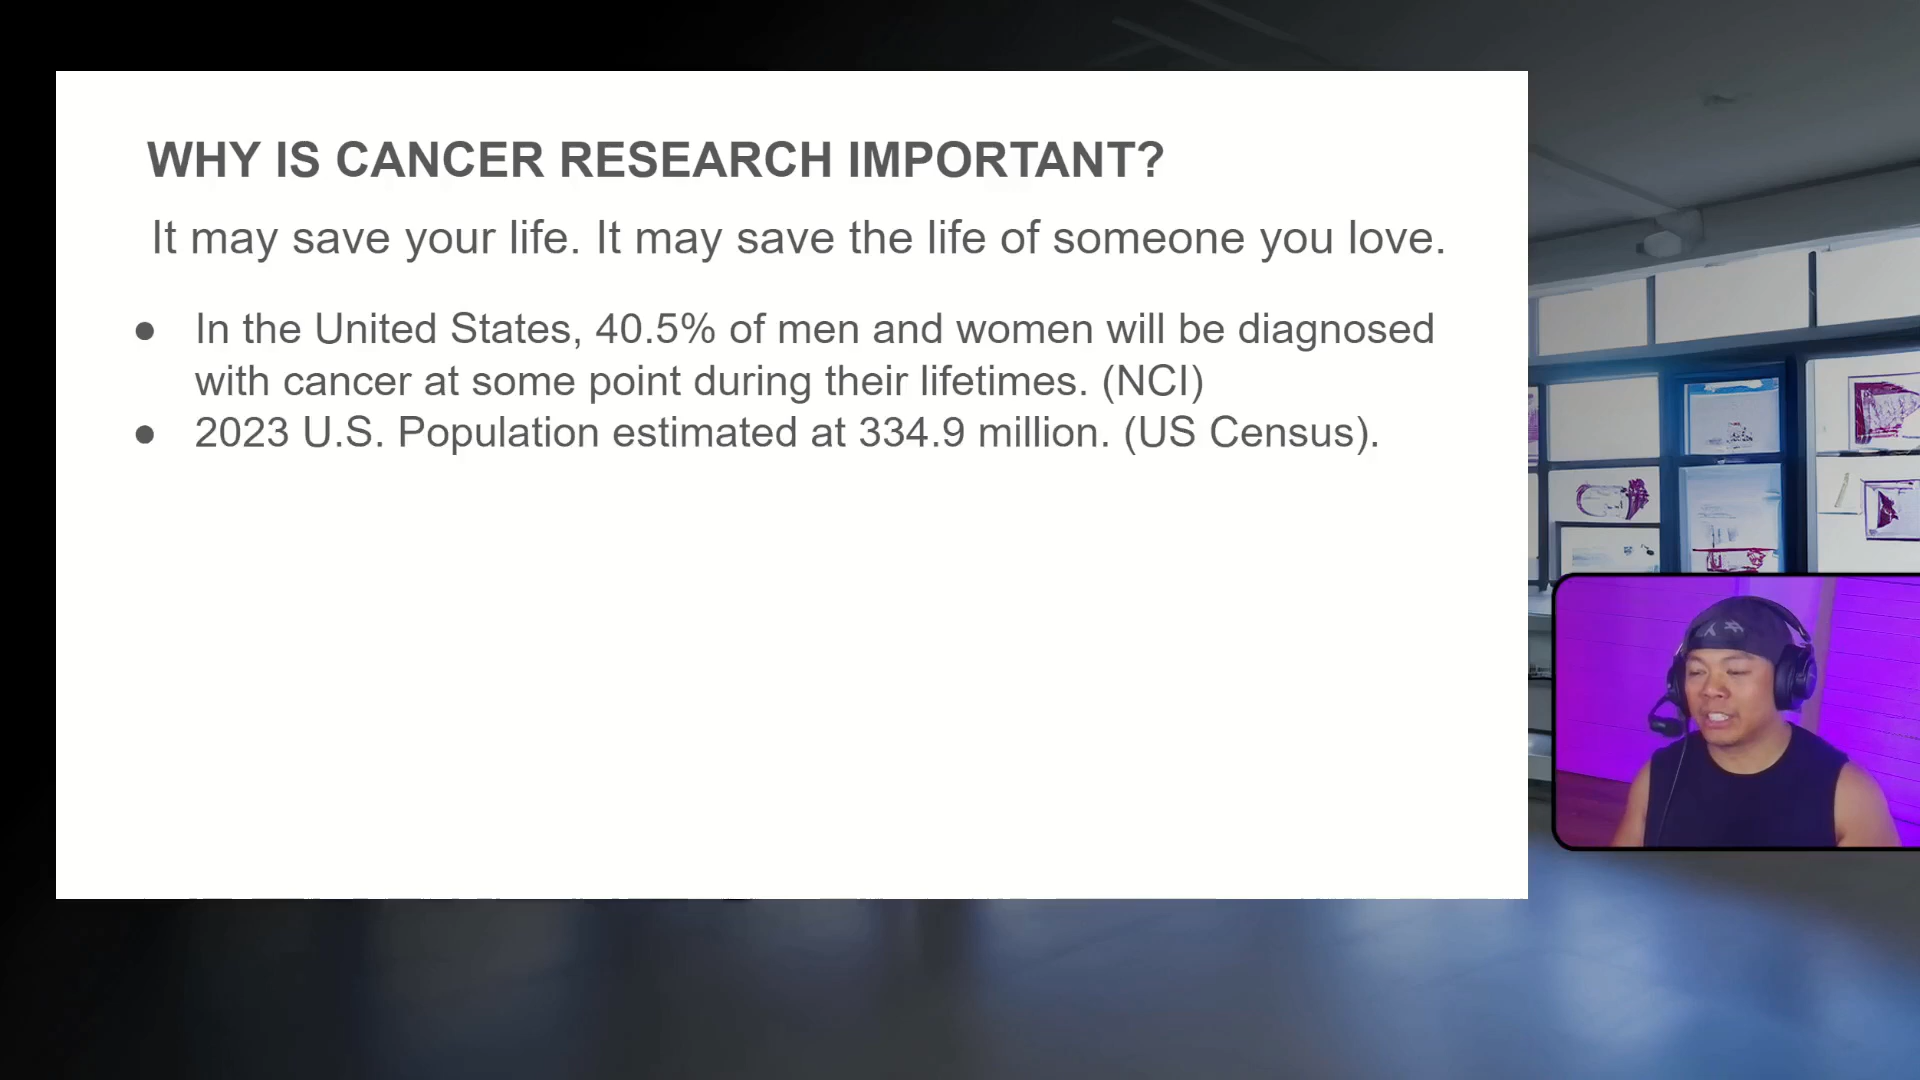 WHY IS CANCER RESEARCH IMPORTANT?
It may save your life. It may save the life of someone you love.
● In the United States, 40.5% of men and women will be diagnosed
with cancer at some point during their lifetimes. (NCI)
● 2023 U.S. Population estimated at 334.9 million. (US Census).